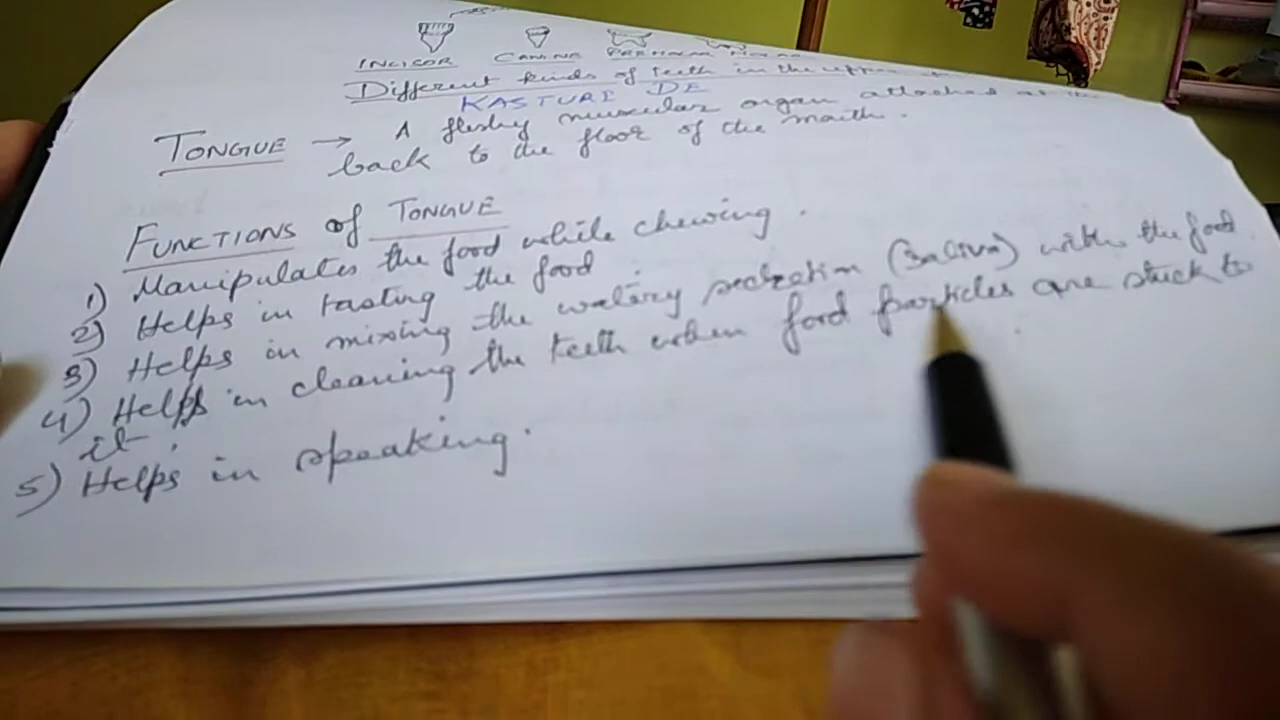 INCISOR CANINE PREMOLAR MOLAR
Different kinds of teeth in the upper
KASTURI DE
TONGUE → A fleshy muscular organ attached at the
back to the floor of the mouth.
FUNCTIONS of TONGUE
1) Manipulates the food while chewing.
2) Helps in tasting the food
3) Helps in mixing the watery secretion (Saliva) with the food.
4) Helps in cleaning the teeth when food particles are stuck to
it.
5) Helps in speaking.